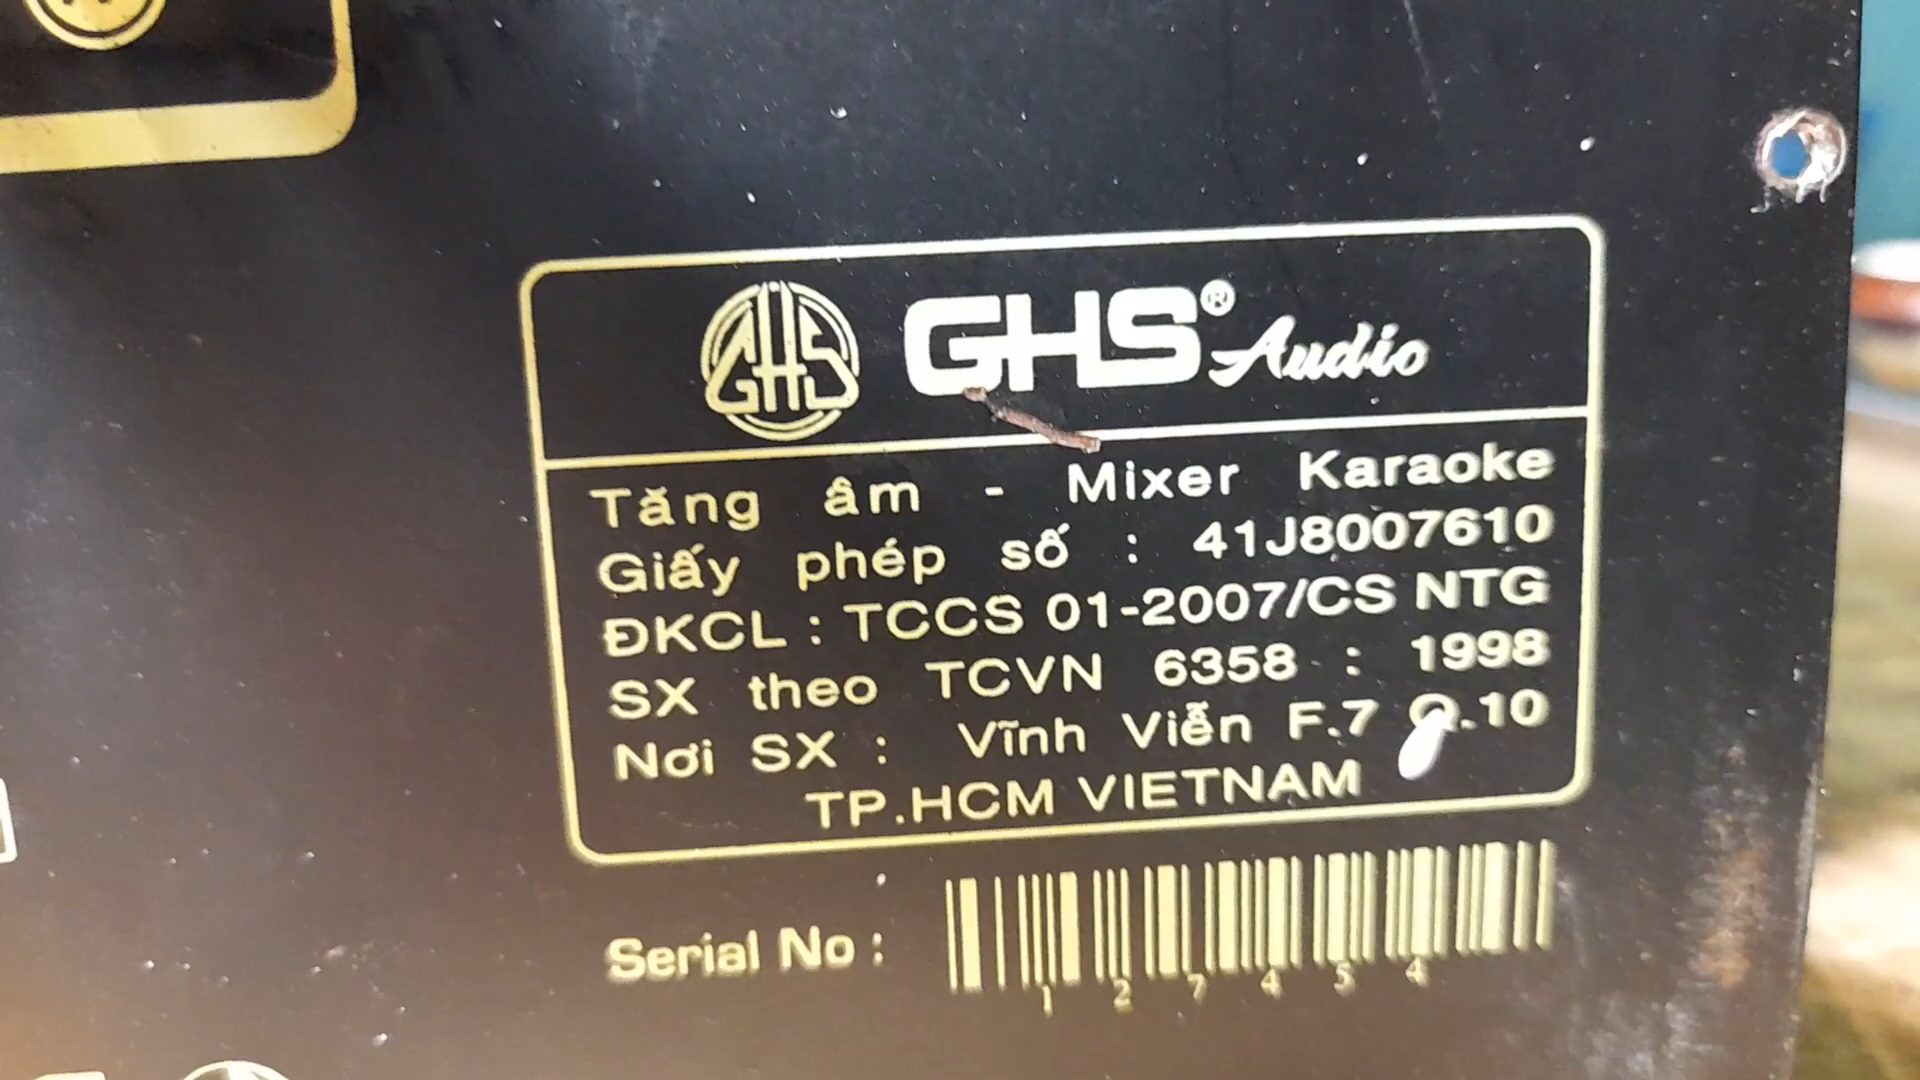 GHS GHS® Audio
Tăng âm - Mixer Karaoke
Giấy phép số : 41J8007610
ĐKCL : TCCS 01-2007/CS NTG
SX theo TCVN 6358 : 1998
Nơi SX : Vĩnh Viễn F.7 Q.10
TP.HCM VIETNAM
Serial No :
127454